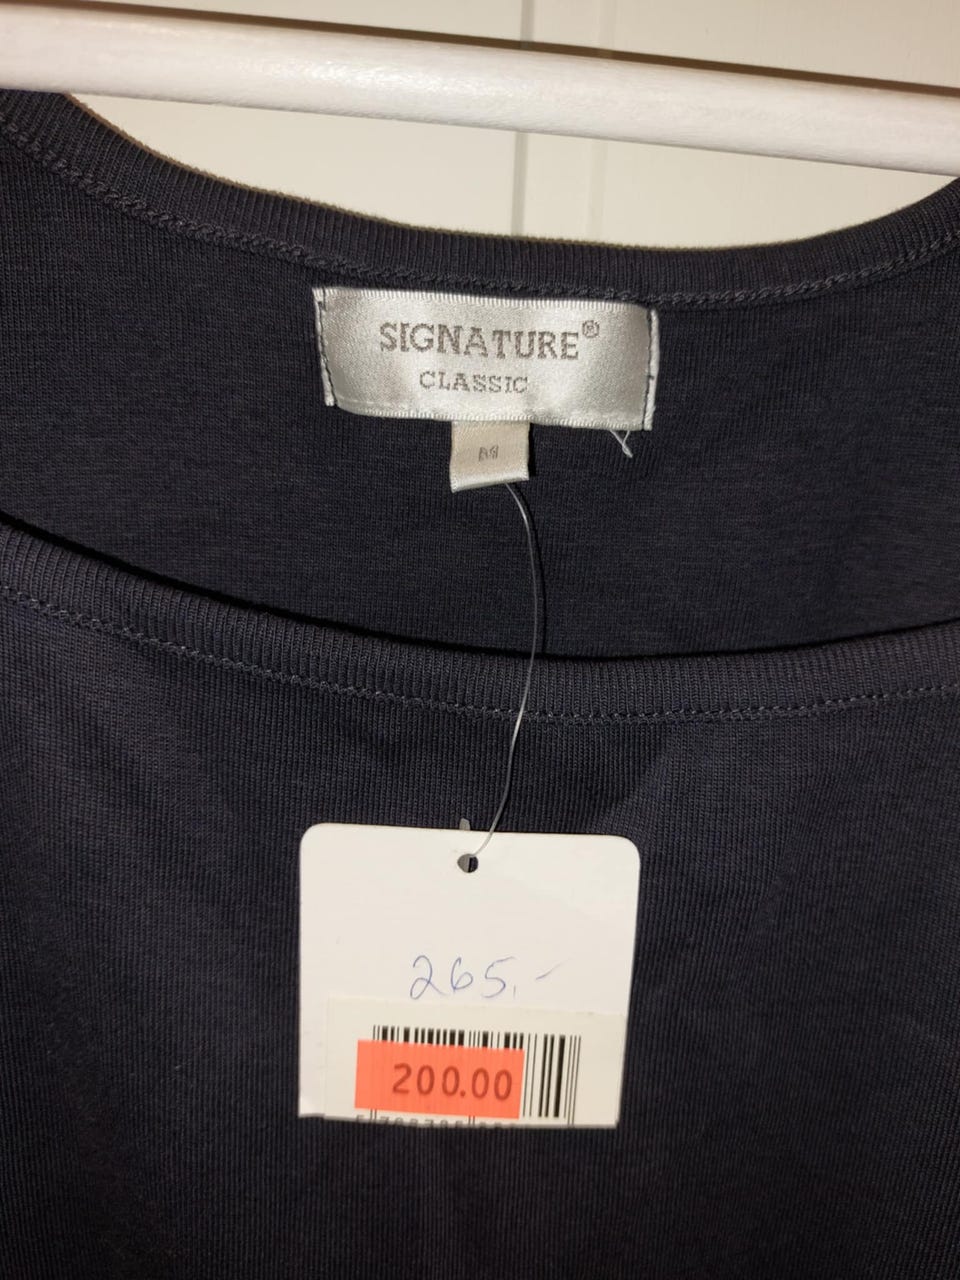 SIGNATURE®
CLASSIC
M
265,-
200.00